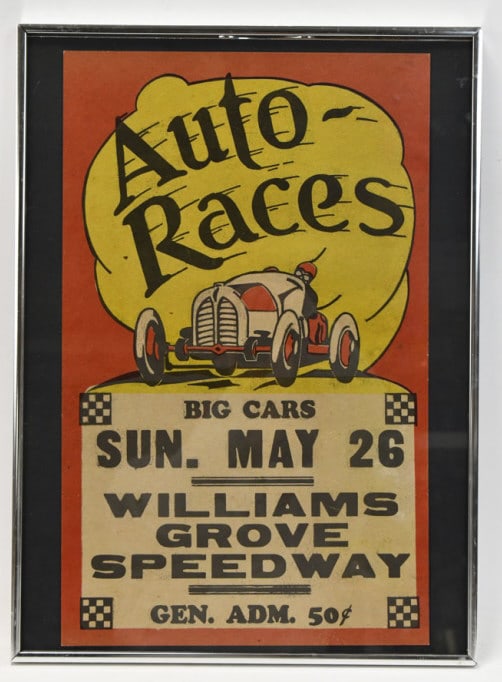 Auto-
Races
BIG CARS
SUN. MAY 26
WILLIAMS
GROVE
SPEEDWAY
GEN. ADM. 50¢